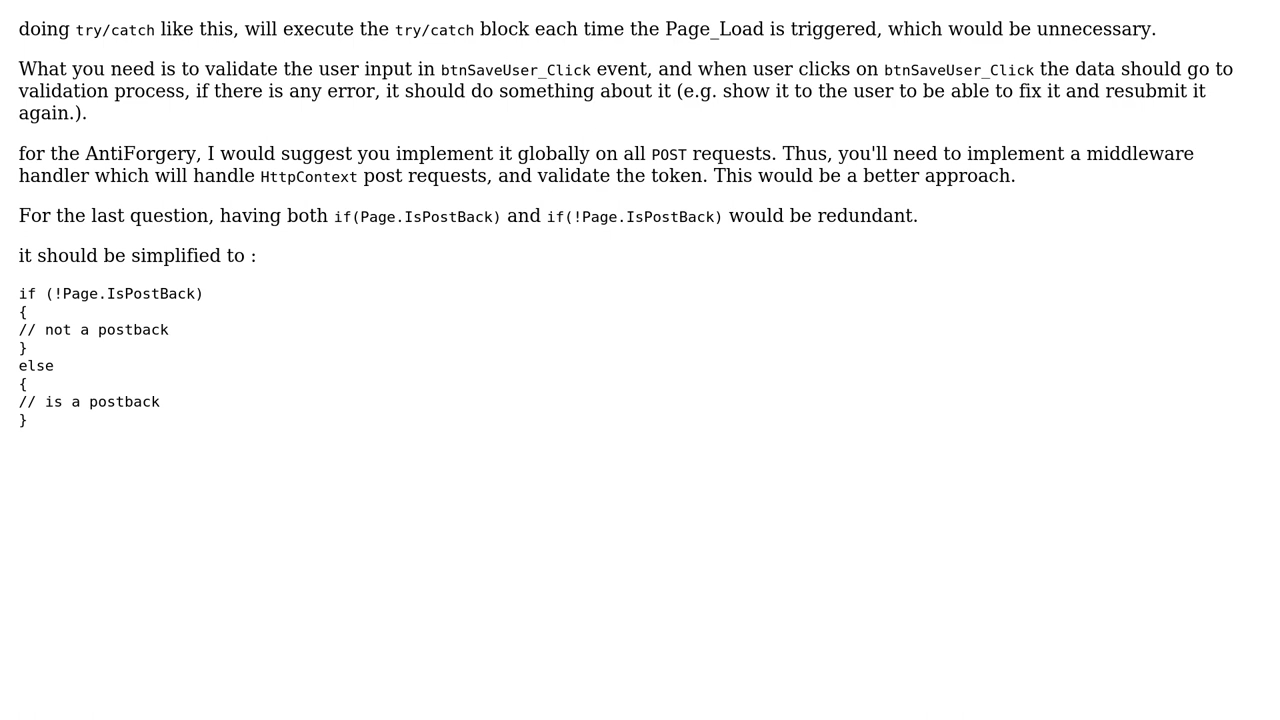 doing try/catch like this, will execute the try/catch block each time the Page_Load is triggered, which would be unnecessary.
What you need is to validate the user input in btnSaveUser_Click event, and when user clicks on btnSaveUser_Click the data should go to
validation process, if there is any error, it should do something about it (e.g. show it to the user to be able to fix it and resubmit it
again.).
for the AntiForgery, I would suggest you implement it globally on all POST requests. Thus, you'll need to implement a middleware
handler which will handle HttpContext post requests, and validate the token. This would be a better approach.
For the last question, having both if(Page.IsPostBack) and if(!Page.IsPostBack) would be redundant.
it should be simplified to :
if (!Page.IsPostBack)
{
// not a postback
}
else
{
// is a postback
}